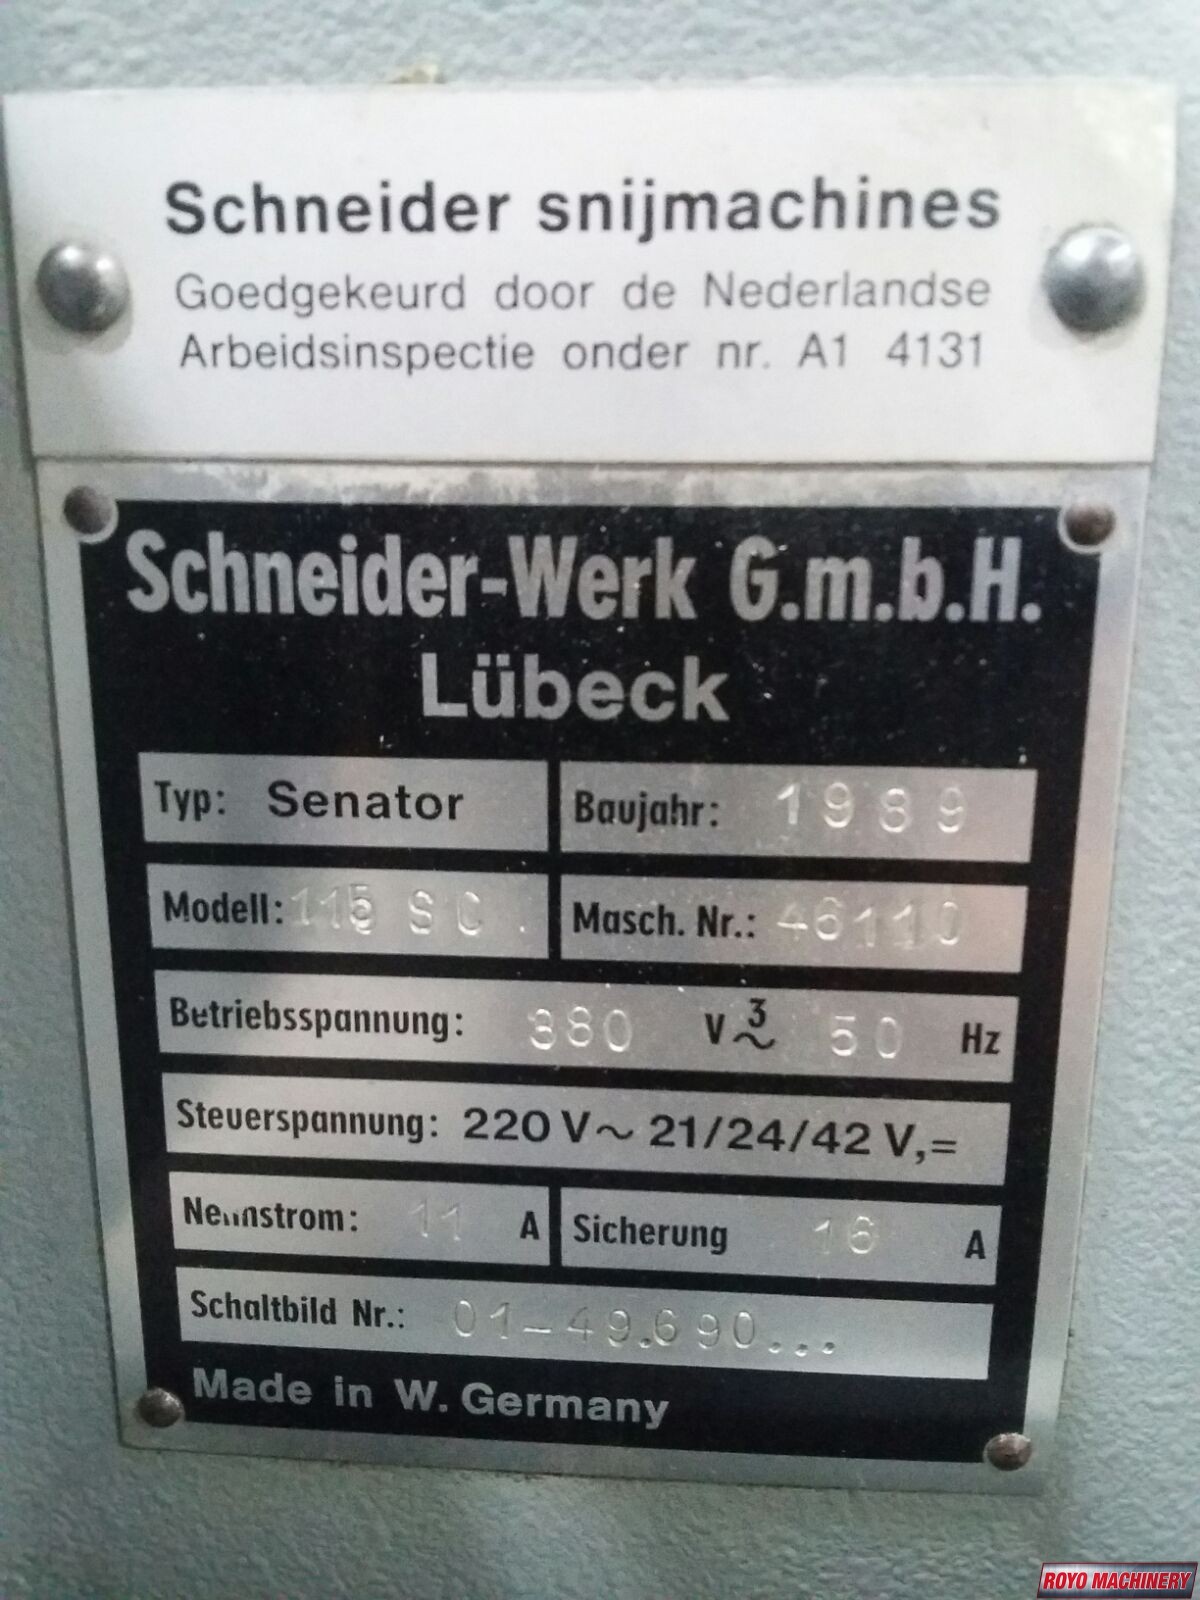 Schneider snijmachines
Goedgekeurd door de Nederlandse
Arbeidsinspectie onder nr. A1 4131
Schneider-Werk G.m.b.H.
Lübeck
Typ: Senator Baujahr: 1989
Modell: 115 SC. Masch. Nr.: 46110
Betriebsspannung: 380 V 3~ 50 Hz
Steuerspannung: 220 V~ 21/24/42 V,=
Nennstrom: 11 A Sicherung 16 A
Schaltbild Nr.: 01-49.690...
Made in W. Germany
ROYO MACHINERY